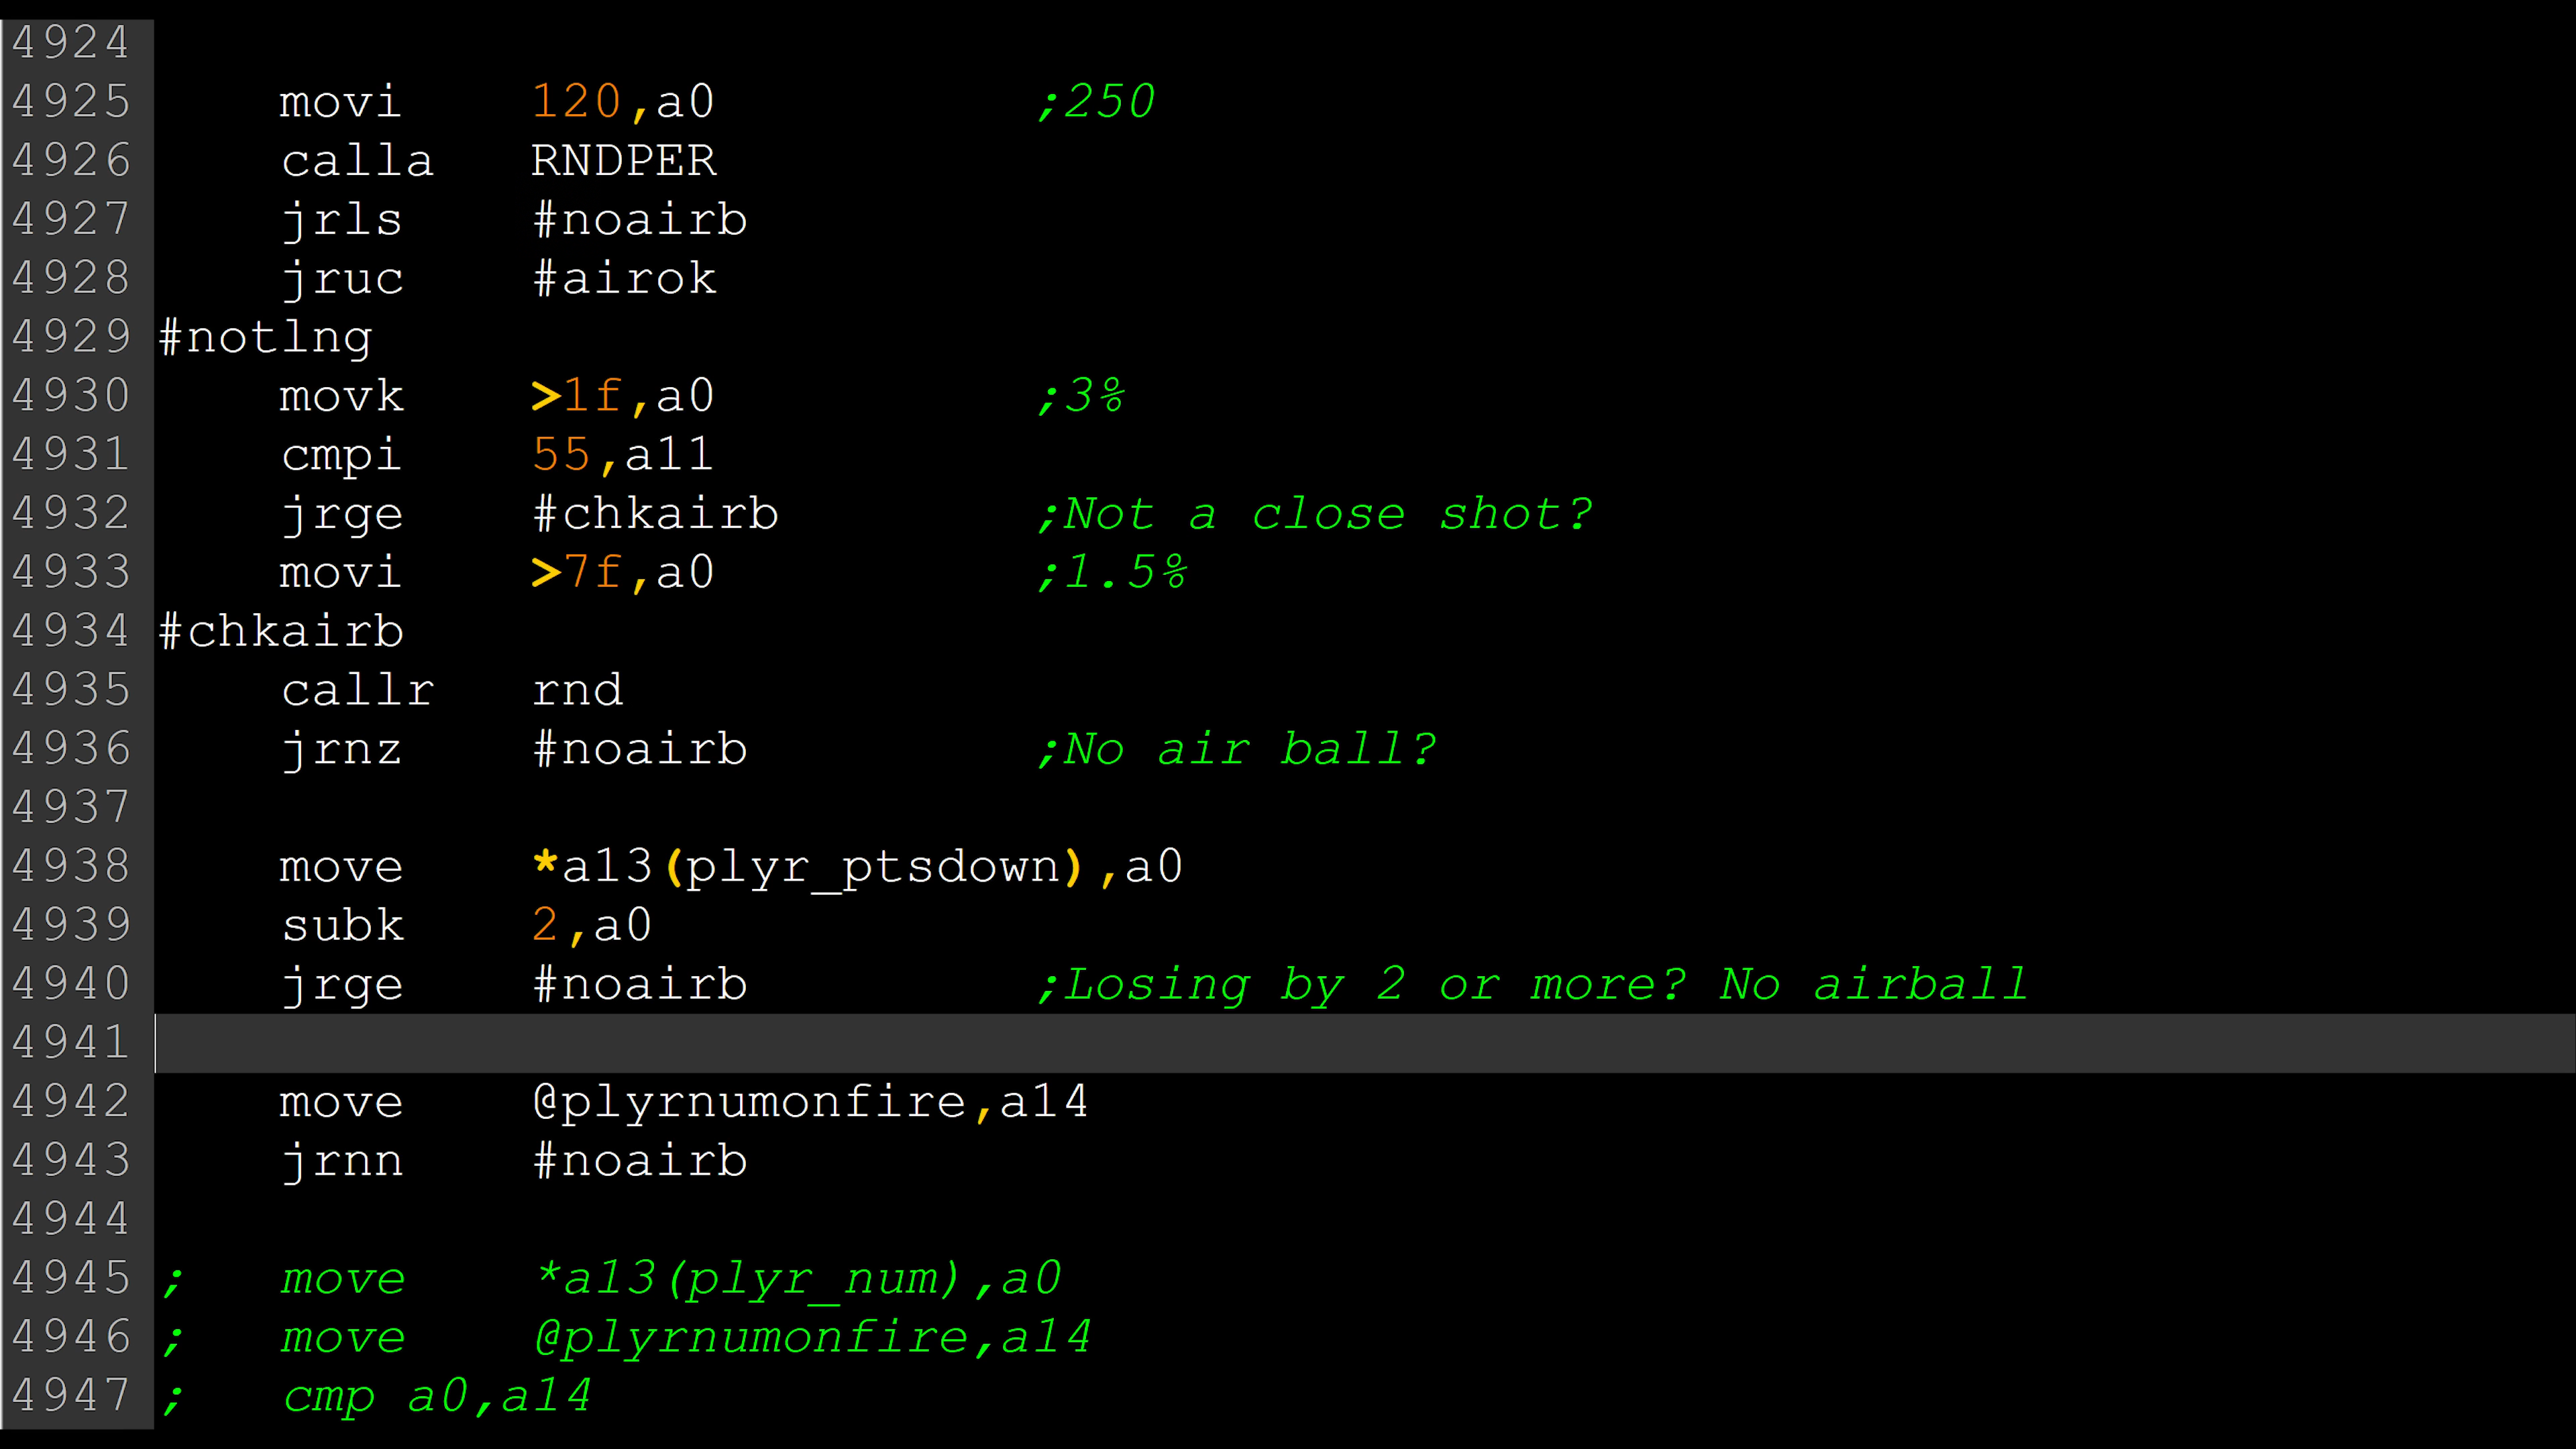 4924
4925 movi 120,a0 ;250
4926 calla RNDPER
4927 jrls #noairb
4928 jruc #airok
4929 #notlng
4930 movk >1f,a0 ;3%
4931 cmpi 55,a11
4932 jrge #chkairb ;Not a close shot?
4933 movi >7f,a0 ;1.5%
4934 #chkairb
4935 callr rnd
4936 jrnz #noairb ;No air ball?
4937
4938 move *a13(plyr_ptsdown),a0
4939 subk 2,a0
4940 jrge #noairb ;Losing by 2 or more? No airball
4941
4942 move @plyrnumonfire,a14
4943 jrnn #noairb
4944
4945 ; move *a13(plyr_num),a0
4946 ; move @plyrnumonfire,a14
4947 ; cmp a0,a14